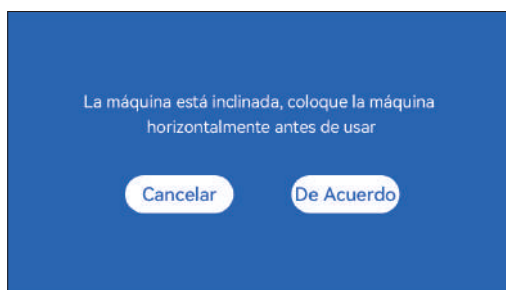 La máquina está inclinada, coloque la máquina
horizontalmente antes de usar
Cancelar
De Acuerdo